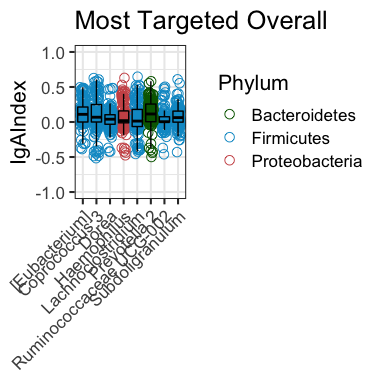 Most Targeted Overall
IgAIndex
1.0
0.5
0.0
-0.5
-1.0
[Eubacterium]
Coprococcus 3
Dorea
Haemophilus
Lachnoclostridium
Prevotella 2
Ruminococcaceae UCG-002
Subdoligranulum
Phylum
Bacteroidetes
Firmicutes
Proteobacteria